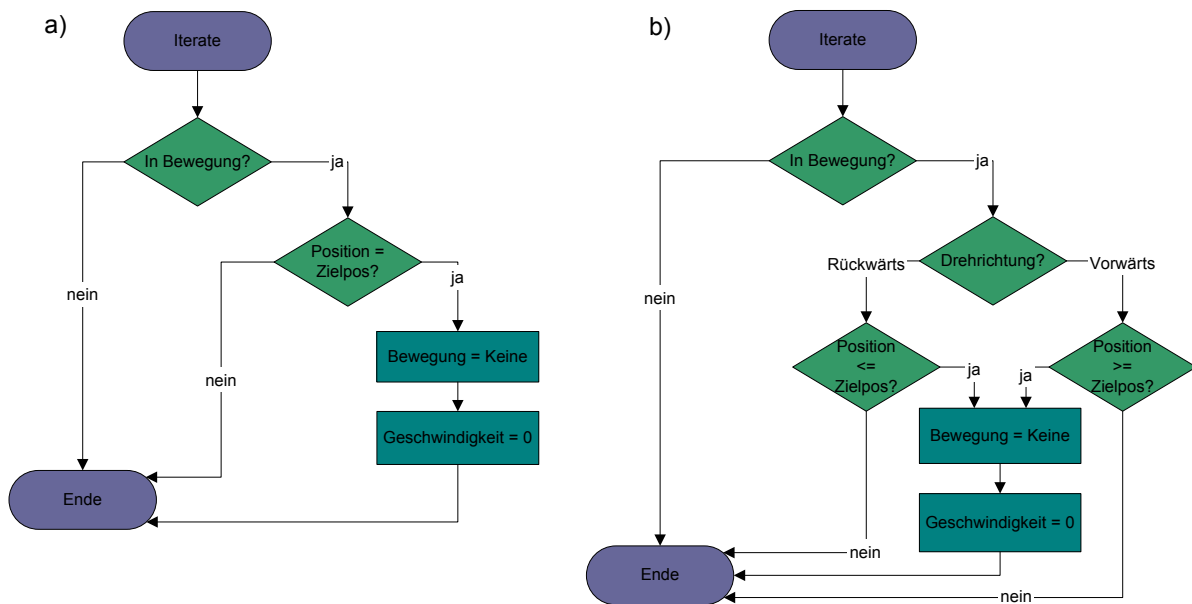 a)
Iterate
In Bewegung?
ja
nein
Position =
Zielpos?
ja
nein
Bewegung = Keine
Geschwindigkeit = 0
Ende
b)
Iterate
In Bewegung?
ja
nein
Drehrichtung?
Rückwärts
Vorwärts
Position
<=
Zielpos?
ja
Position
>=
Zielpos?
ja
Bewegung = Keine
Geschwindigkeit = 0
nein
Ende
nein